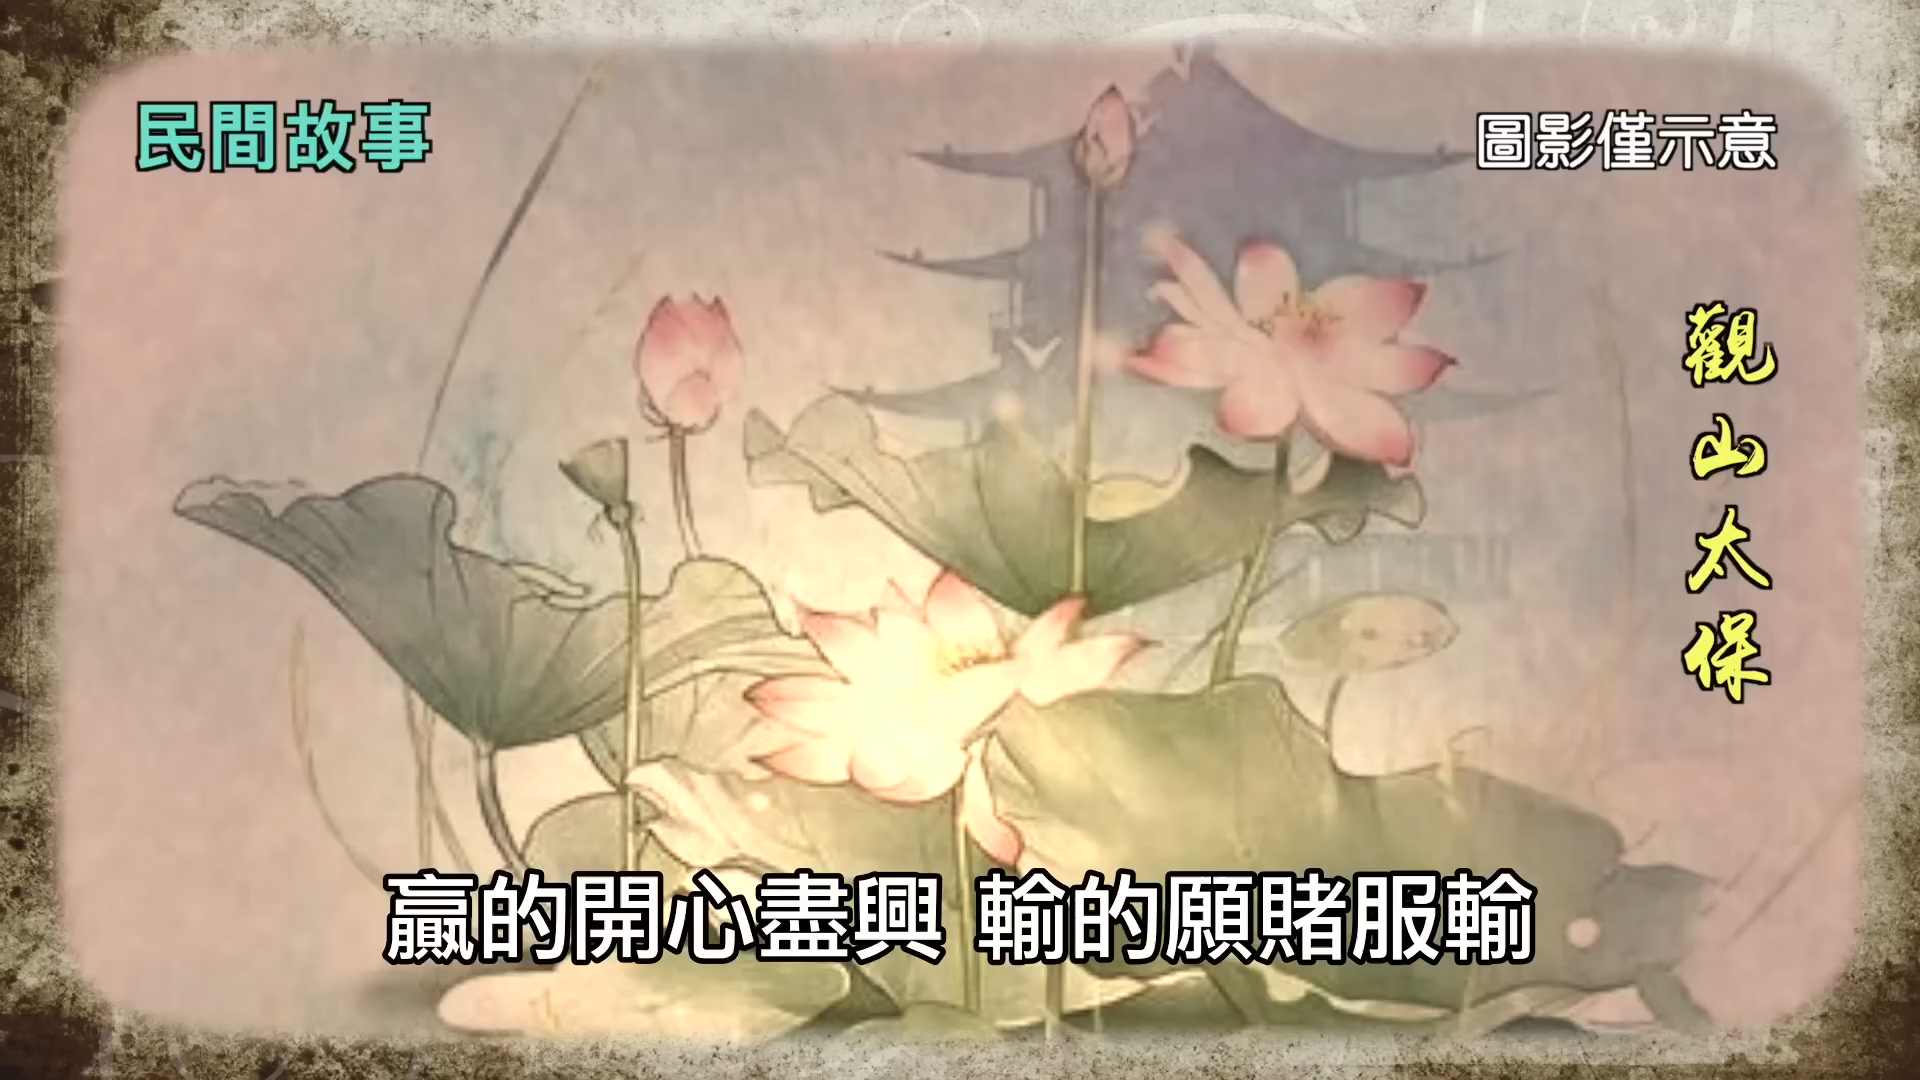 民間故事
圖影僅示意
觀山太保
贏的開心盡興 輸的願賭服輸